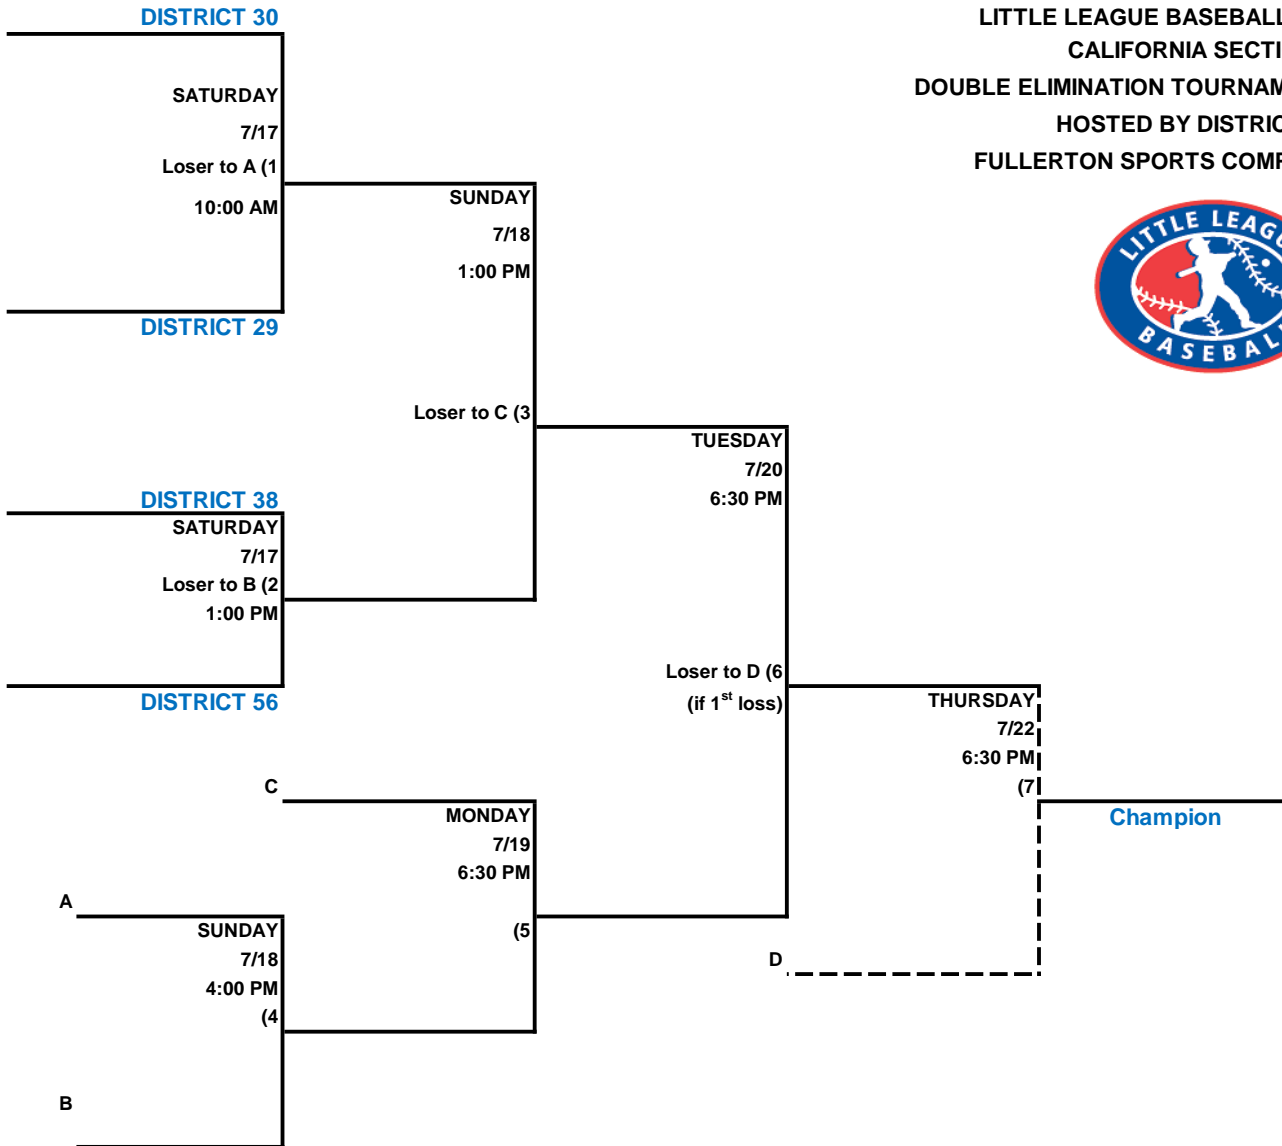 DISTRICT 30
LITTLE LEAGUE BASEBALL
CALIFORNIA
DOUBLE ELIMINATION
HOSTED BY
FULLERTON SPORTS
LITTLE
BASEBALL
SATURDAY
7/17
Loser to A (1
10:00 AM
DISTRICT 29
SUNDAY
7/18
1:00 PM
Loser to C (3
DISTRICT 38
SATURDAY
7/17
Loser to B (2
1:00 PM
DISTRICT 56
TUESDAY
7/20
6:30 PM
Loser to D (6
(if 1st loss)
THURSDAY
7/22
6:30 PM
(7
Champion
C
MONDAY
7/19
6:30 PM
(5
A
SUNDAY
7/18
4:00 PM
(4
D
B